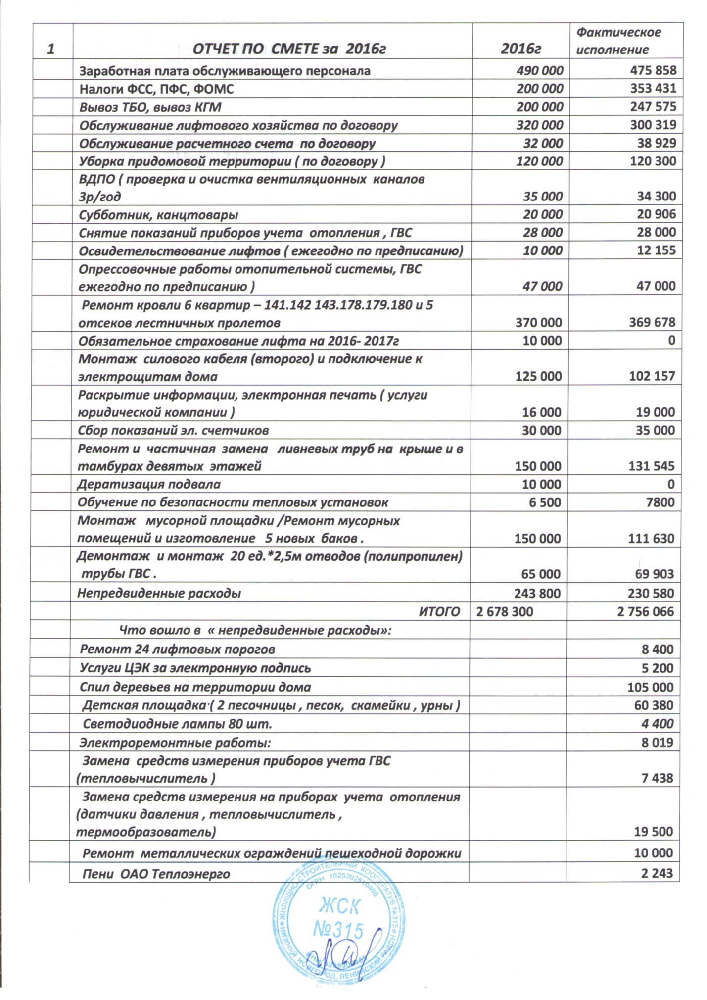 1 ОТЧЕТ ПО СМЕТЕ за 2016г 2016г Фактическое
исполнение
Заработная плата обслуживающего персонала 490 000 475 858
Налоги ФСС, ПФС, ФОМС 200 000 353 431
Вывоз ТБО, вывоз КГМ 200 000 247 575
Обслуживание лифтового хозяйства по договору 320 000 300 319
Обслуживание расчетного счета по договору 32 000 38 929
Уборка придомовой территории ( по договору ) 120 000 120 300
ВДПО ( проверка и очистка вентиляционных каналов
3р/год 35 000 34 300
Субботник, канцтовары 20 000 20 906
Снятие показаний приборов учета отопления , ГВС 28 000 28 000
Освидетельствование лифтов ( ежегодно по предписанию) 10 000 12 155
Опрессовочные работы отопительной системы, ГВС
ежегодно по предписанию ) 47 000 47 000
Ремонт кровли 6 квартир – 141.142 143.178.179.180 и 5
отсеков лестничных пролетов 370 000 369 678
Обязательное страхование лифта на 2016- 2017г 10 000 0
Монтаж силового кабеля (второго) и подключение к
электрощитам дома 125 000 102 157
Раскрытие информации, электронная печать ( услуги
юридической компании ) 16 000 19 000
Сбор показаний эл. счетчиков 30 000 35 000
Ремонт и частичная замена ливневых труб на крыше и в
тамбурах девятых этажей 150 000 131 545
Дератизация подвала 10 000 0
Обучение по безопасности тепловых установок 6 500 7800
Монтаж мусорной площадки /Ремонт мусорных
помещений и изготовление 5 новых баков . 150 000 111 630
Демонтаж и монтаж 20 ед.*2,5м отводов (полипропилен)
трубы ГВС . 65 000 69 903
Непредвиденные расходы 243 800 230 580
ИТОГО 2 678 300 2 756 066
Что вошло в « непредвиденные расходы»:
Ремонт 24 лифтовых порогов 8 400
Услуги ЦЭК за электронную подпись 5 200
Спил деревьев на территории дома 105 000
Детская площадка ( 2 песочницы , песок, скамейки , урны ) 60 380
Светодиодные лампы 80 шт. 4 400
Электроремонтные работы: 8 019
Замена средств измерения приборов учета ГВС
(тепловычислитель ) 7 438
Замена средств измерения на приборах учета отопления
(датчики давления , тепловычислитель ,
термообразователь) 19 500
Ремонт металлических ограждений пешеходной дорожки 10 000
Пени ОАО Теплоэнерго 2 243
ЖИЛИЩНО-СТРОИТЕЛЬНЫЙ КООПЕРАТИВ №315
ОГРН 1025202610498
ЖСК
№315
ИНН
НИЖНИЙ НОВГОРОД, ЛЕНИНСКИЙ РАЙОН